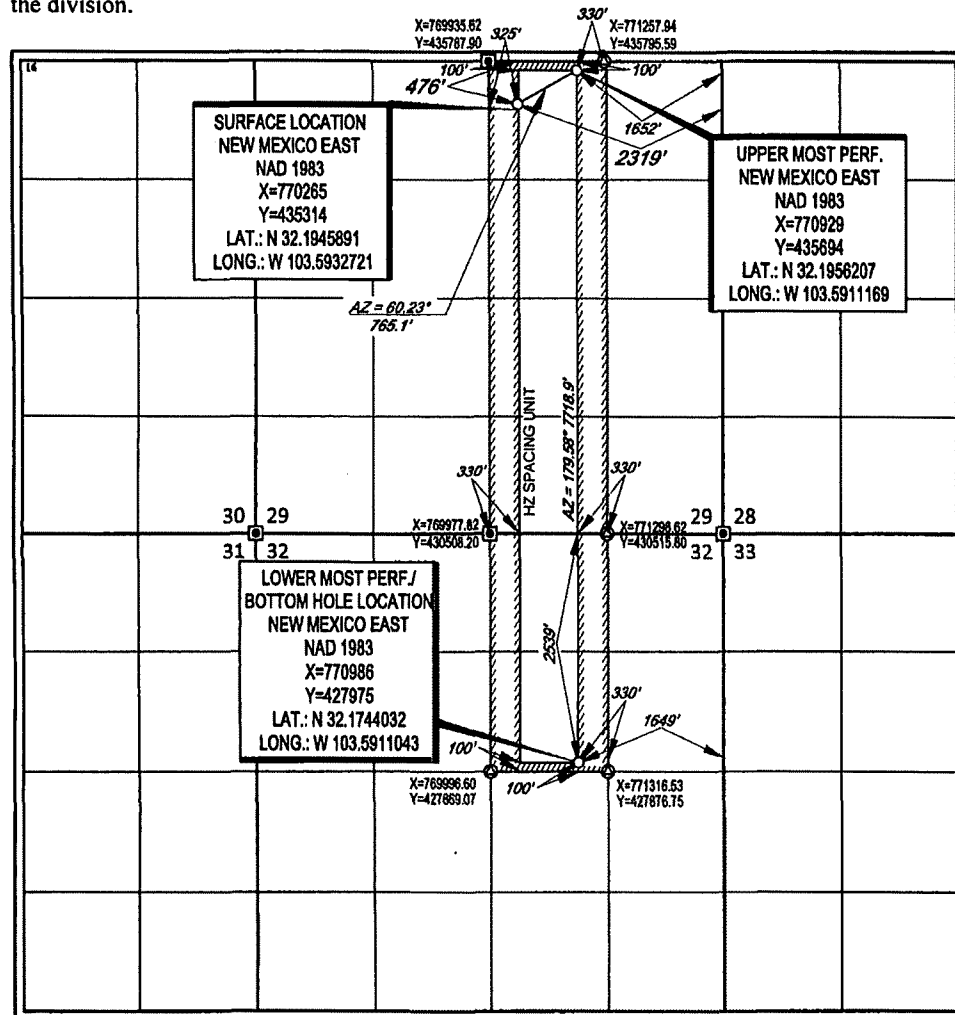 the division.
X=769935.62
Y=435787.90
325'
330'
X=771257.94
Y=435795.59
16
100'
100'
476'
1652'
2319'
SURFACE LOCATION
NEW MEXICO EAST
NAD 1983
X=770265
Y=435314
LAT.: N 32.1945891
LONG.: W 103.5932721
UPPER MOST PERF.
NEW MEXICO EAST
NAD 1983
X=770929
Y=435694
LAT.: N 32.1956207
LONG.: W 103.5911169
AZ = 60.23°
765.1'
HZ SPACING UNIT
AZ = 179.58° 7718.9'
330'
330'
30 29
31 32
X=769977.82
Y=430508.20
X=771298.62
Y=430515.80
29 28
32 33
LOWER MOST PERF./
BOTTOM HOLE LOCATION
NEW MEXICO EAST
NAD 1983
X=770986
Y=427975
LAT.: N 32.1744032
LONG.: W 103.5911043
2539'
330'
1649'
100'
100'
X=769996.60
Y=427869.07
X=771316.53
Y=427876.75